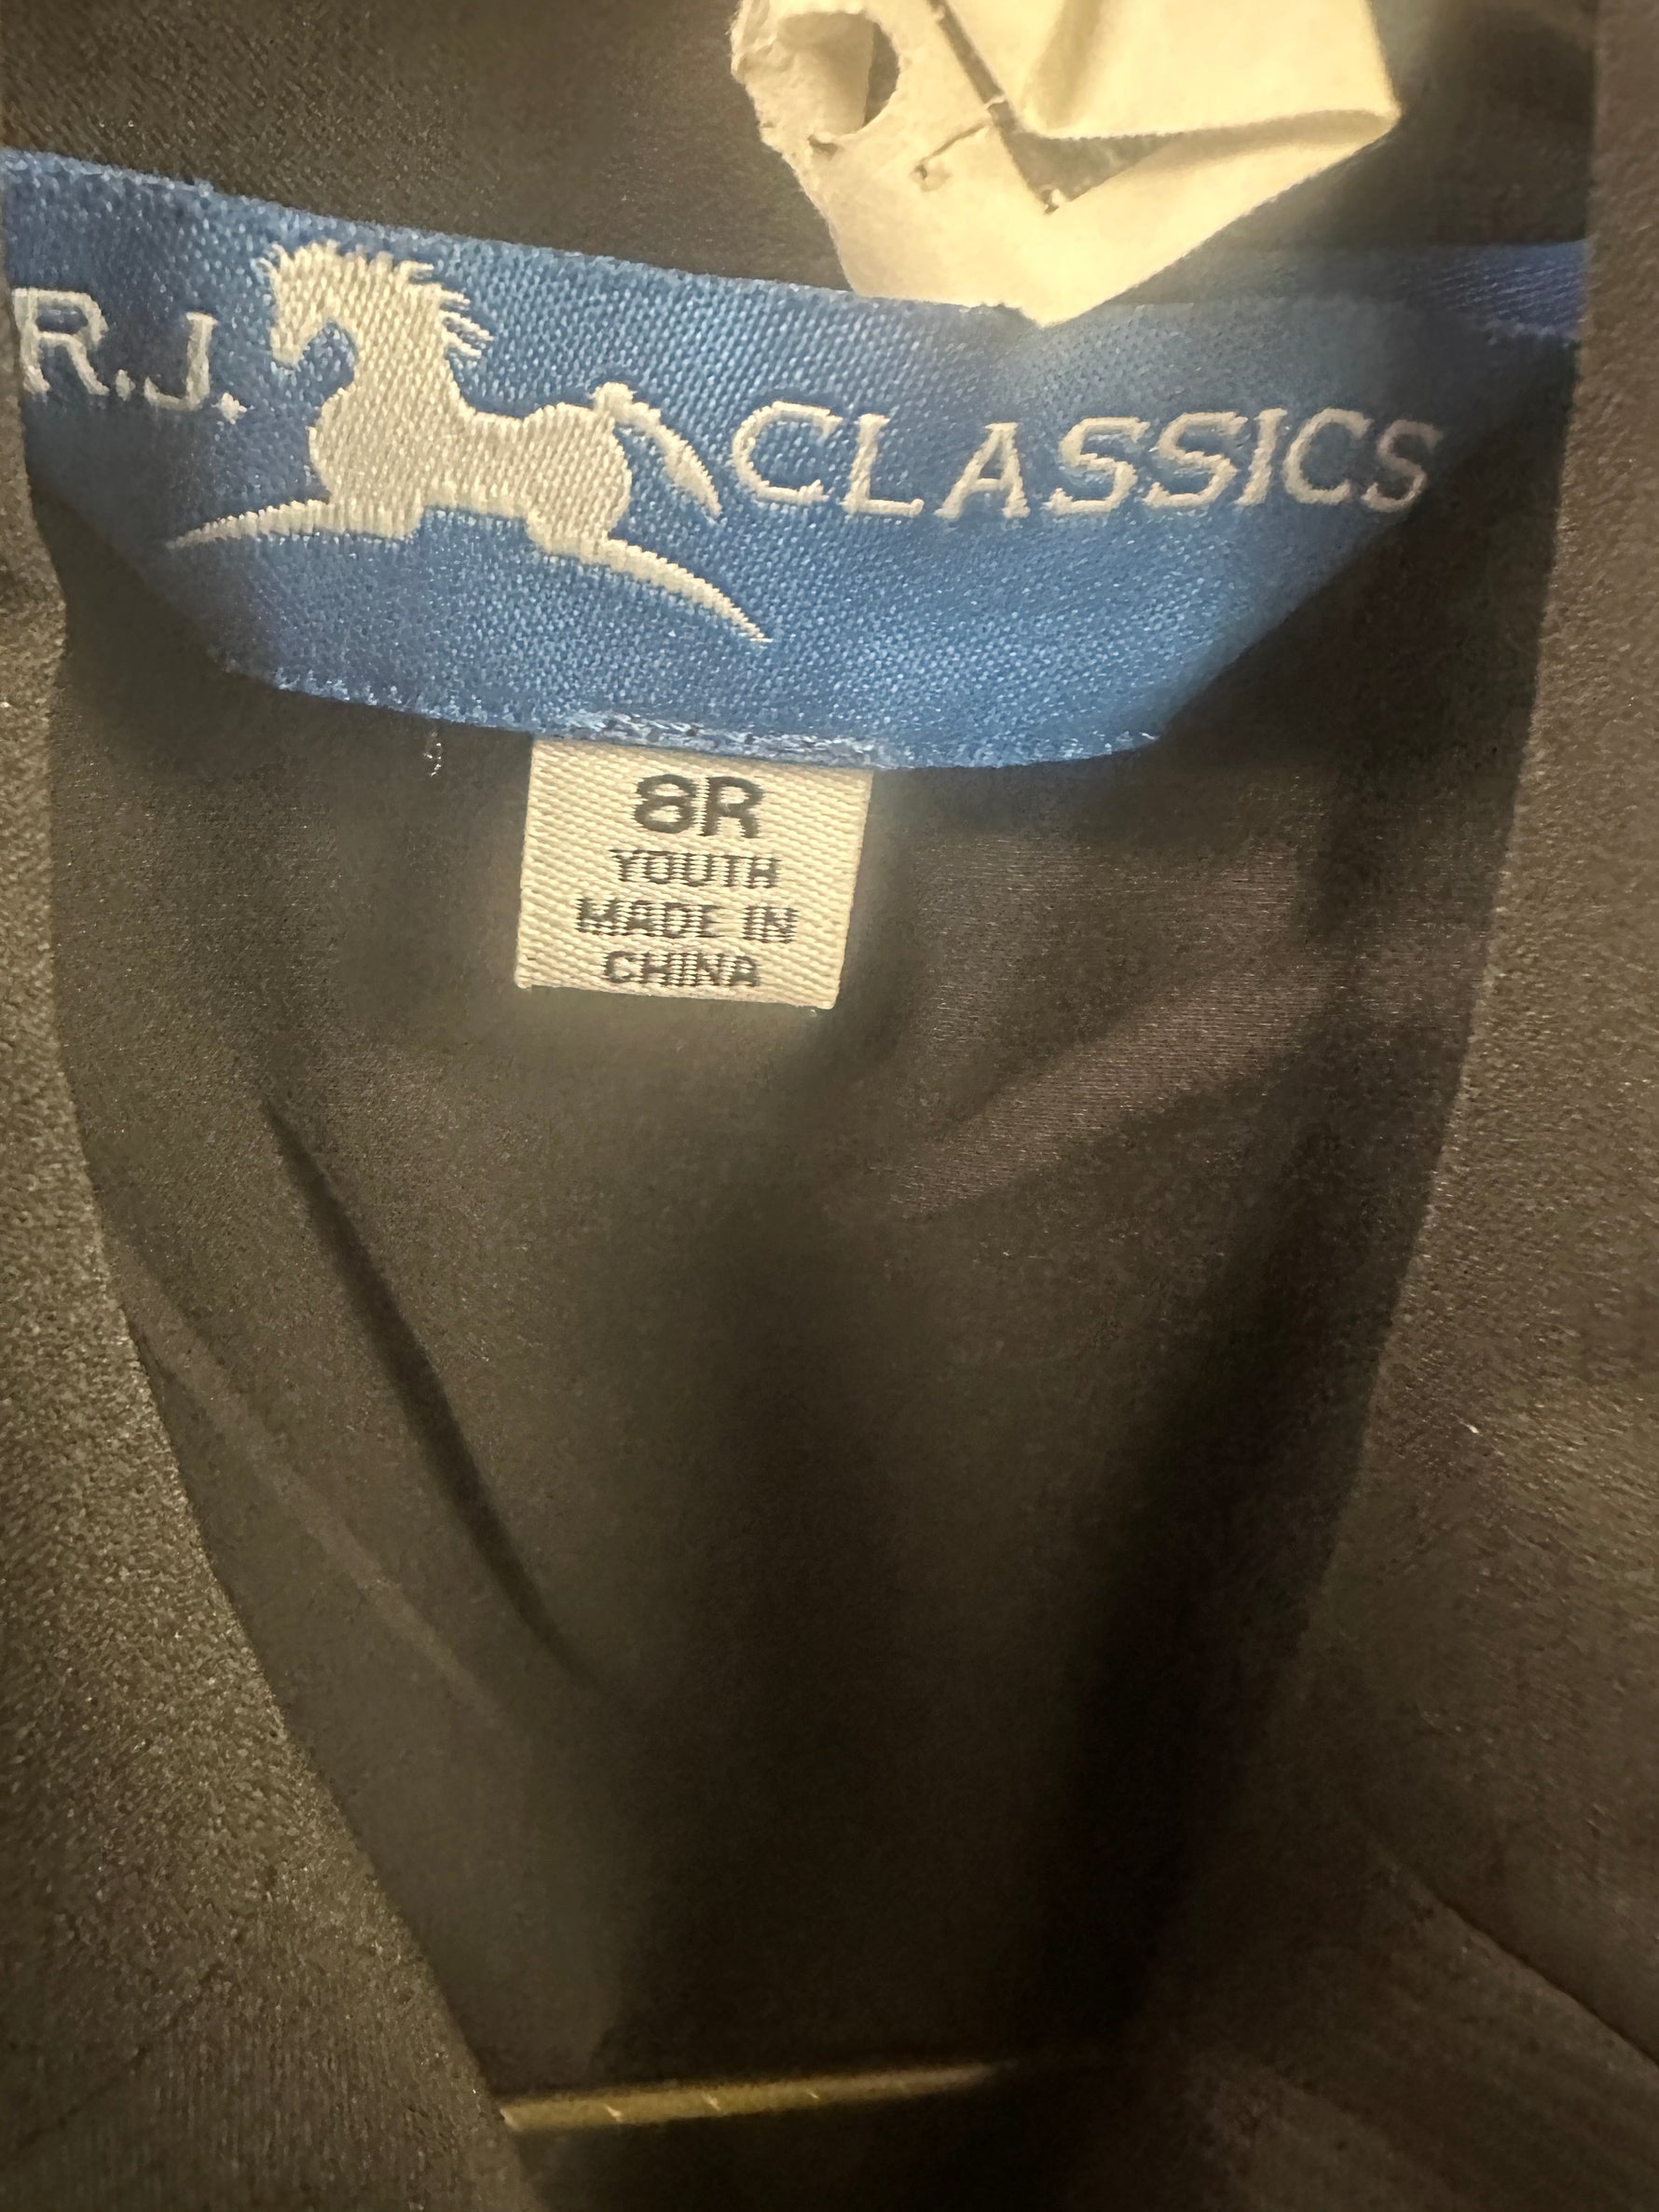 R.J. CLASSICS
8R
YOUTH
MADE IN
CHINA